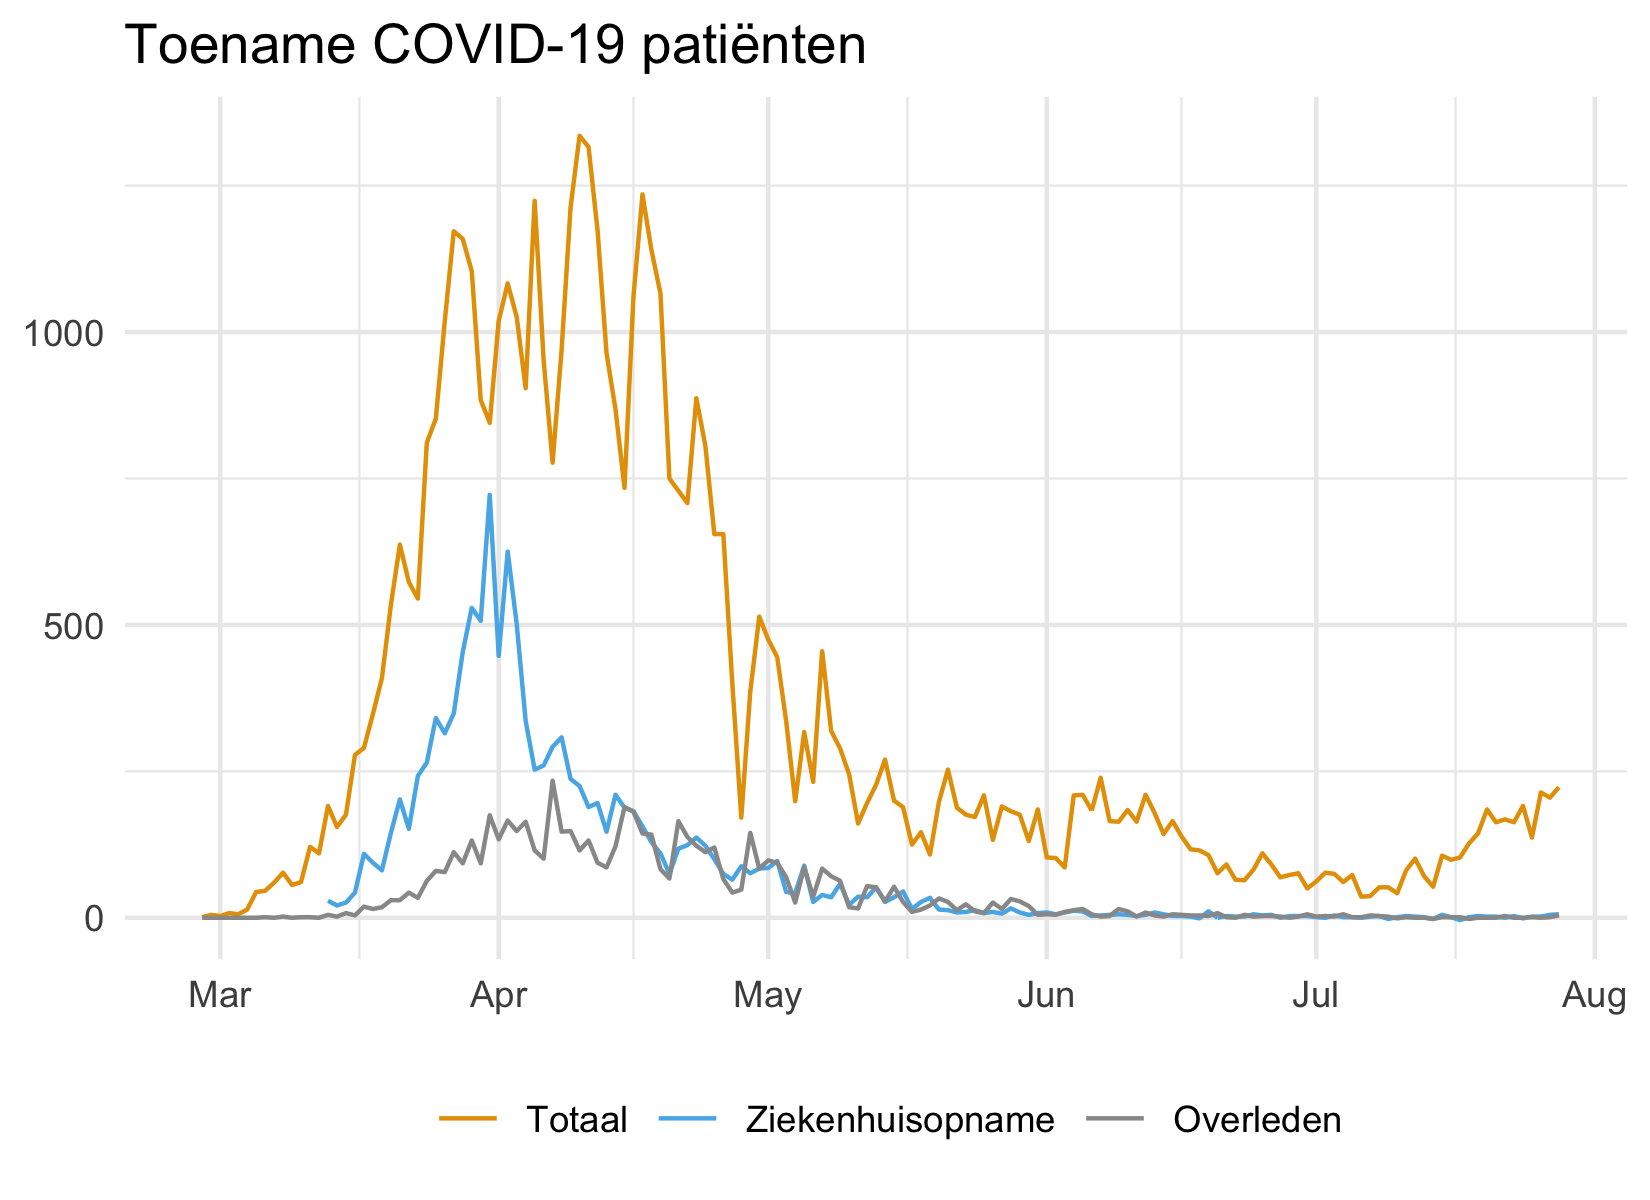 Toename COVID-19 patiënten
1000
500
0
Mar Apr May Jun Jul Aug
Totaal Ziekenhuisopname Overleden